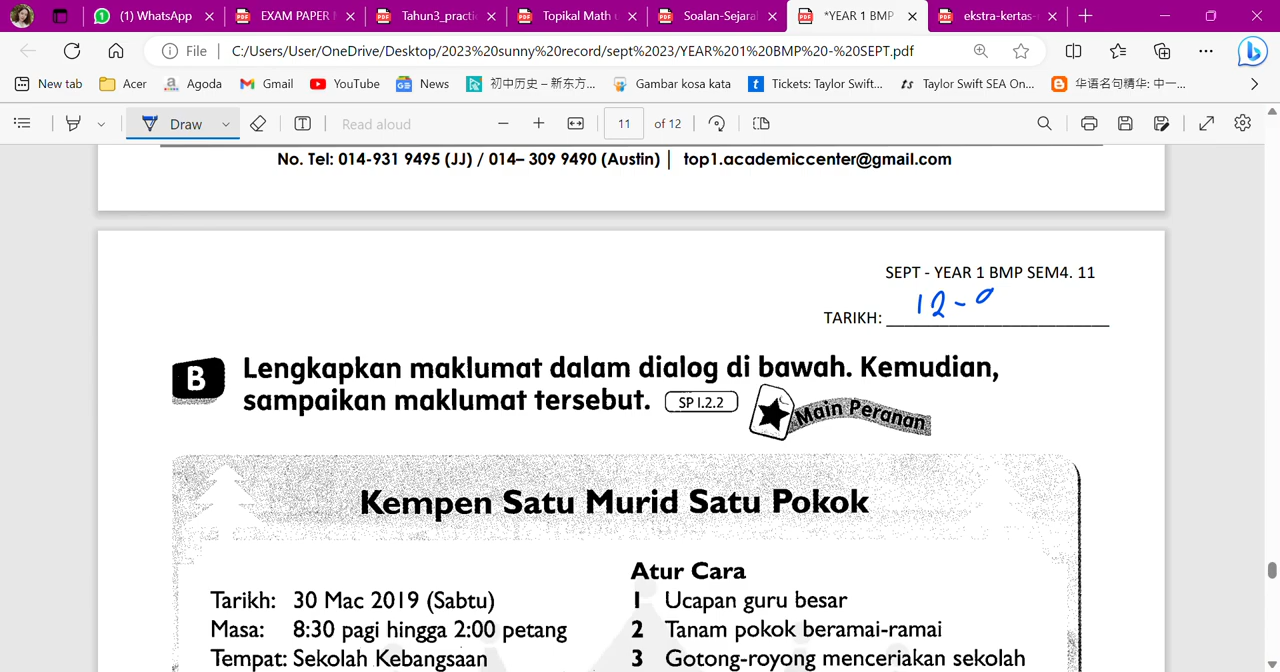 (1) WhatsApp
EXAM PAPER
Tahun3_practi
Topikal Math
Soalan-Sejara
*YEAR 1 BMP
ekstra-kertas-
File
C:/Users/User/OneDrive/Desktop/2023%20sunny%20record/sept%2023/YEAR%201%20BMP%20-%20SEPT.pdf
New tab
Acer
Agoda
Gmail
YouTube
News
初中历史 – 新东方...
Gambar kosa kata
Tickets: Taylor Swift...
Taylor Swift SEA On...
华语名句精华: 中一...
Draw
Read aloud
11
of 12
No. Tel: 014-931 9495 (JJ) / 014– 309 9490 (Austin) | top1.academiccenter@gmail.com
SEPT - YEAR 1 BMP SEM4. 11
TARIKH: 12-
B Lengkapkan maklumat dalam dialog di bawah. Kemudian,
sampaikan maklumat tersebut. SP 1.2.2 Main Peranan
Kempen Satu Murid Satu Pokok
Tarikh: 30 Mac 2019 (Sabtu)
Masa: 8:30 pagi hingga 2:00 petang
Tempat: Sekolah Kebangsaan
Atur Cara
1 Ucapan guru besar
2 Tanam pokok beramai-ramai
3 Gotong-royong menceriakan sekolah